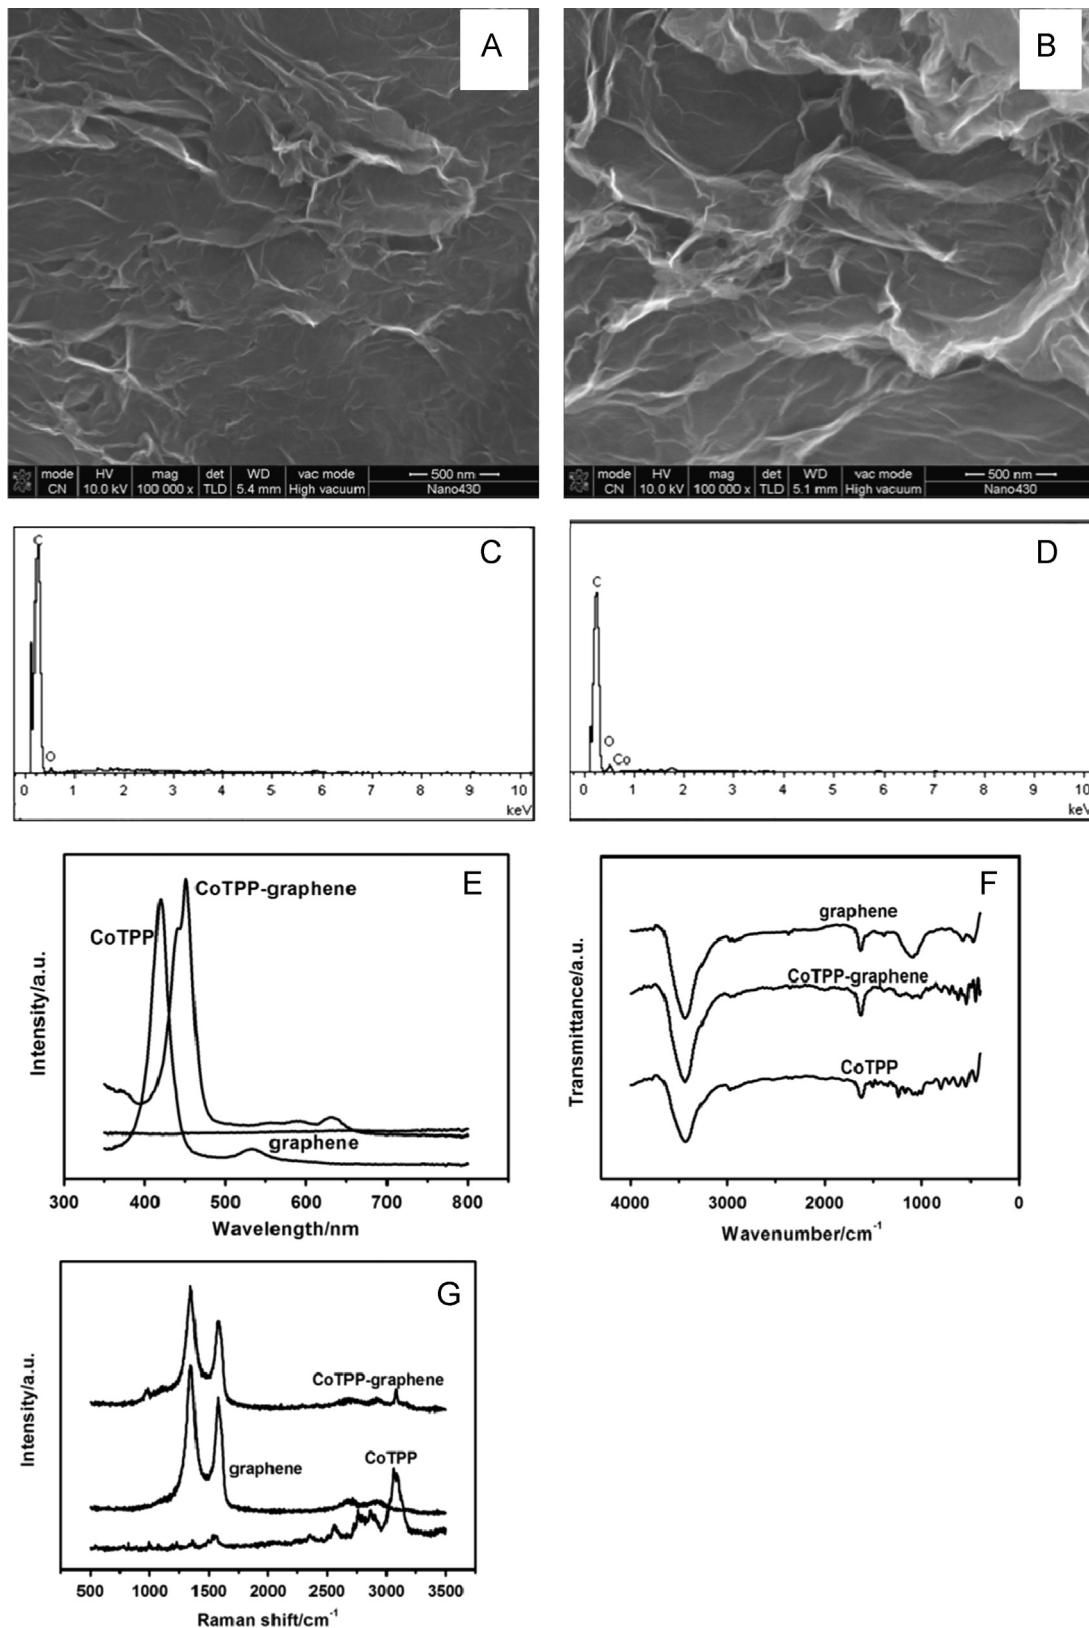 A
B
mode HV mag det WD vac mode 500 nm
CN 10.0 kV 100 000 x TLD 5.4 mm High vacuum Nano430
mode HV mag det WD vac mode 500 nm
CN 10.0 kV 100 000 x TLD 5.1 mm High vacuum Nano430
C
C
O
0 1 2 3 4 5 6 7 8 9 10
keV
D
C
O
Co
0 1 2 3 4 5 6 7 8 9 10
keV
E
CoTPP-graphene
CoTPP
graphene
Intensity/a.u.
300 400 500 600 700 800
Wavelength/nm
F
graphene
CoTPP-graphene
CoTPP
Transmittance/a.u.
4000 3000 2000 1000 0
Wavenumber/cm⁻¹
G
CoTPP-graphene
CoTPP
graphene
Intensity/a.u.
500 1000 1500 2000 2500 3000 3500
Raman shift/cm⁻¹